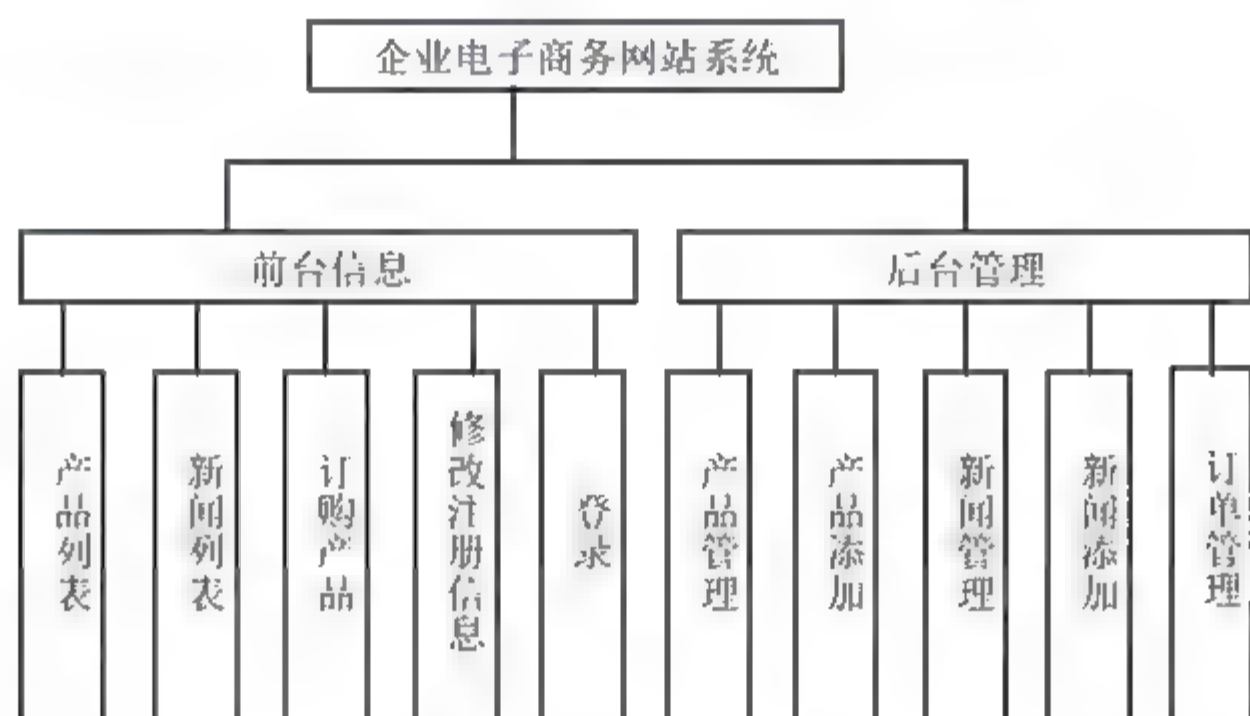 企业电子商务网站系统
前台信息
后台管理
产品列表
新闻列表
订购产品
修改注册信息
登录
产品管理
产品添加
新闻管理
新闻添加
订单管理